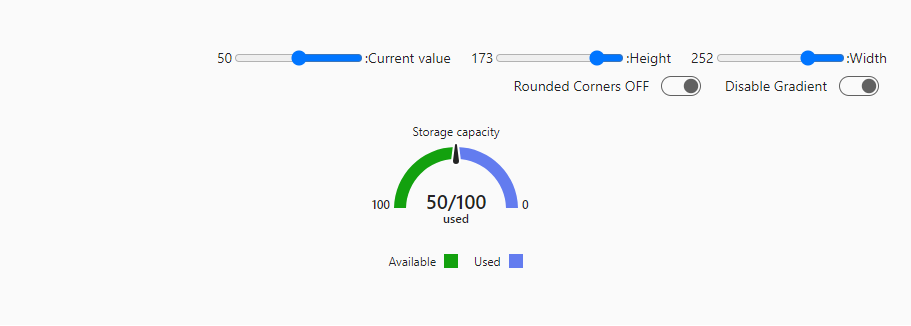 Width: 252 Height: 173 Current value: 50
Disable Gradient Rounded Corners OFF
Storage capacity
50/100
100 0
used
Used Available